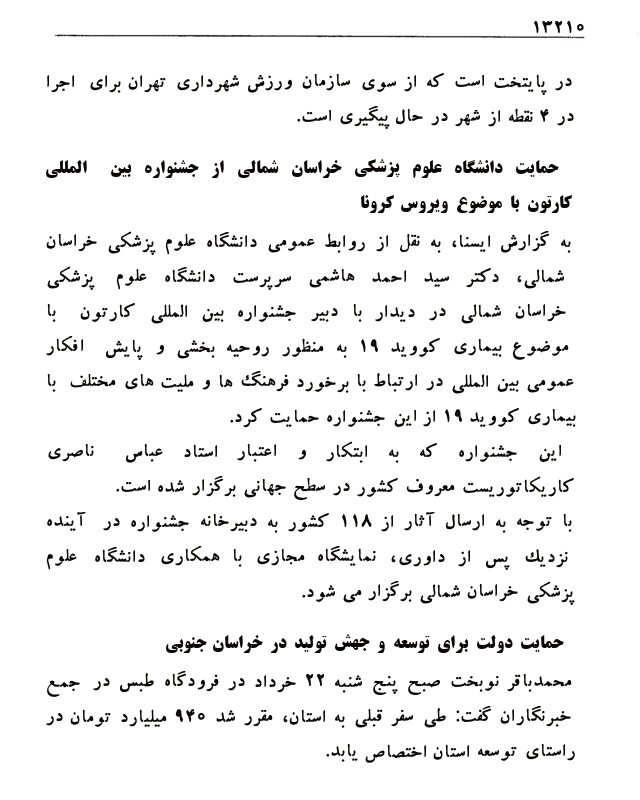 ۱۳۲۱۰
در پایتخت است که از سوی سازمان ورزش شهرداری تهران برای اجرا
در ۴ نقطه از شهر در حال پیگیری است.
حمایت دانشگاه علوم پزشکی خراسان شمالی از جشنواره بین المللی
کارتون با موضوع ویروس کرونا
به گزارش ایسنا، به نقل از روابط عمومی دانشگاه علوم پزشکی خراسان
شمالی، دکتر سید احمد هاشمی سرپرست دانشگاه علوم پزشکی
خراسان شمالی در دیدار با دبیر جشنواره بین المللی کارتون با
موضوع بیماری کووید ۱۹ به منظور روحیه بخشی و پایش افکار
عمومی بین المللی در ارتباط با برخورد فرهنگ ها و ملیت های مختلف با
بیماری کووید ۱۹ از این جشنواره حمایت کرد.
این جشنواره که به ابتکار و اعتبار استاد عباس ناصری
کاریکاتوریست معروف کشور در سطح جهانی برگزار شده است.
با توجه به ارسال آثار از ۱۱۸ کشور به دبیرخانه جشنواره در آینده
نزدیك پس از داوری، نمایشگاه مجازی با همکاری دانشگاه علوم
پزشکی خراسان شمالی برگزار می شود.
حمایت دولت برای توسعه و جهش تولید در خراسان جنوبی
محمدباقر نوبخت صبح پنج شنبه ۲۲ خرداد در فرودگاه طبس در جمع
خبرنگاران گفت: طی سفر قبلی به استان، مقرر شد ۹۴۰ میلیارد تومان در
راستای توسعه استان اختصاص یابد.